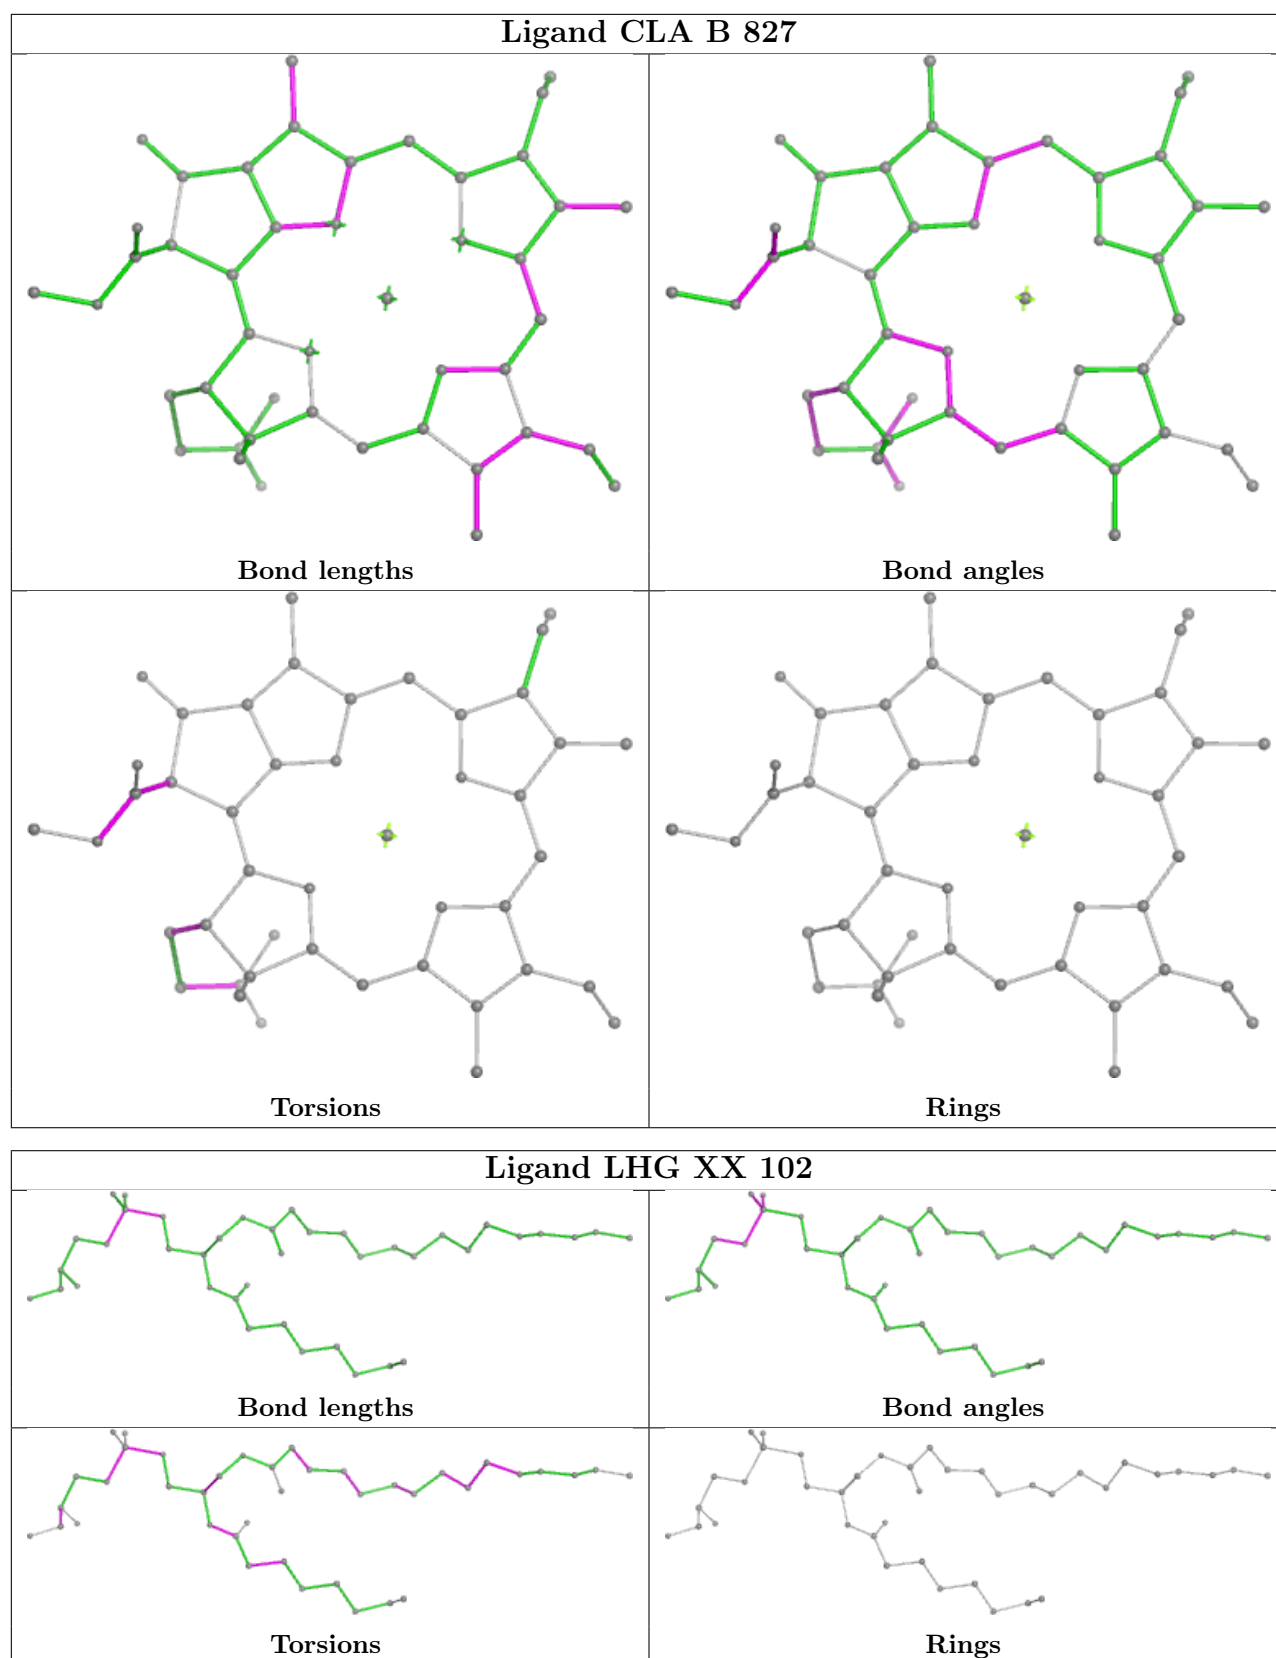 Ligand CLA B 827
Bond lengths
Bond angles
Torsions
Rings
Ligand LHG XX 102
Bond lengths
Bond angles
Torsions
Rings